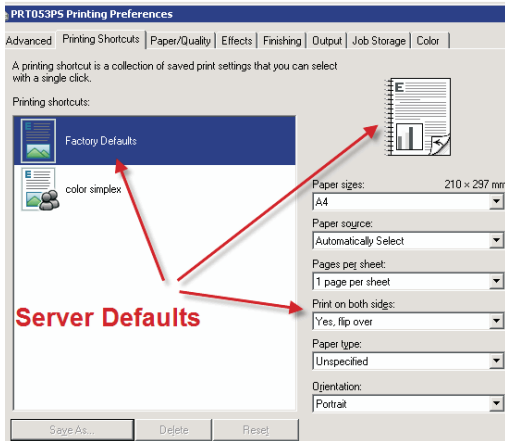 PRT053PS Printing Preferences
Advanced Printing Shortcuts Paper/Quality Effects Finishing Output Job Storage Color
A printing shortcut is a collection of saved print settings that you can select
with a single click.
Printing shortcuts:
E
Factory Defaults
E
color simplex
Server Defaults
Save As... Delete Reset
E
Paper sizes: 210 × 297 mm
A4
Paper source:
Automatically Select
Pages per sheet:
1 page per sheet
Print on both sides:
Yes, flip over
Paper type:
Unspecified
Orientation:
Portrait